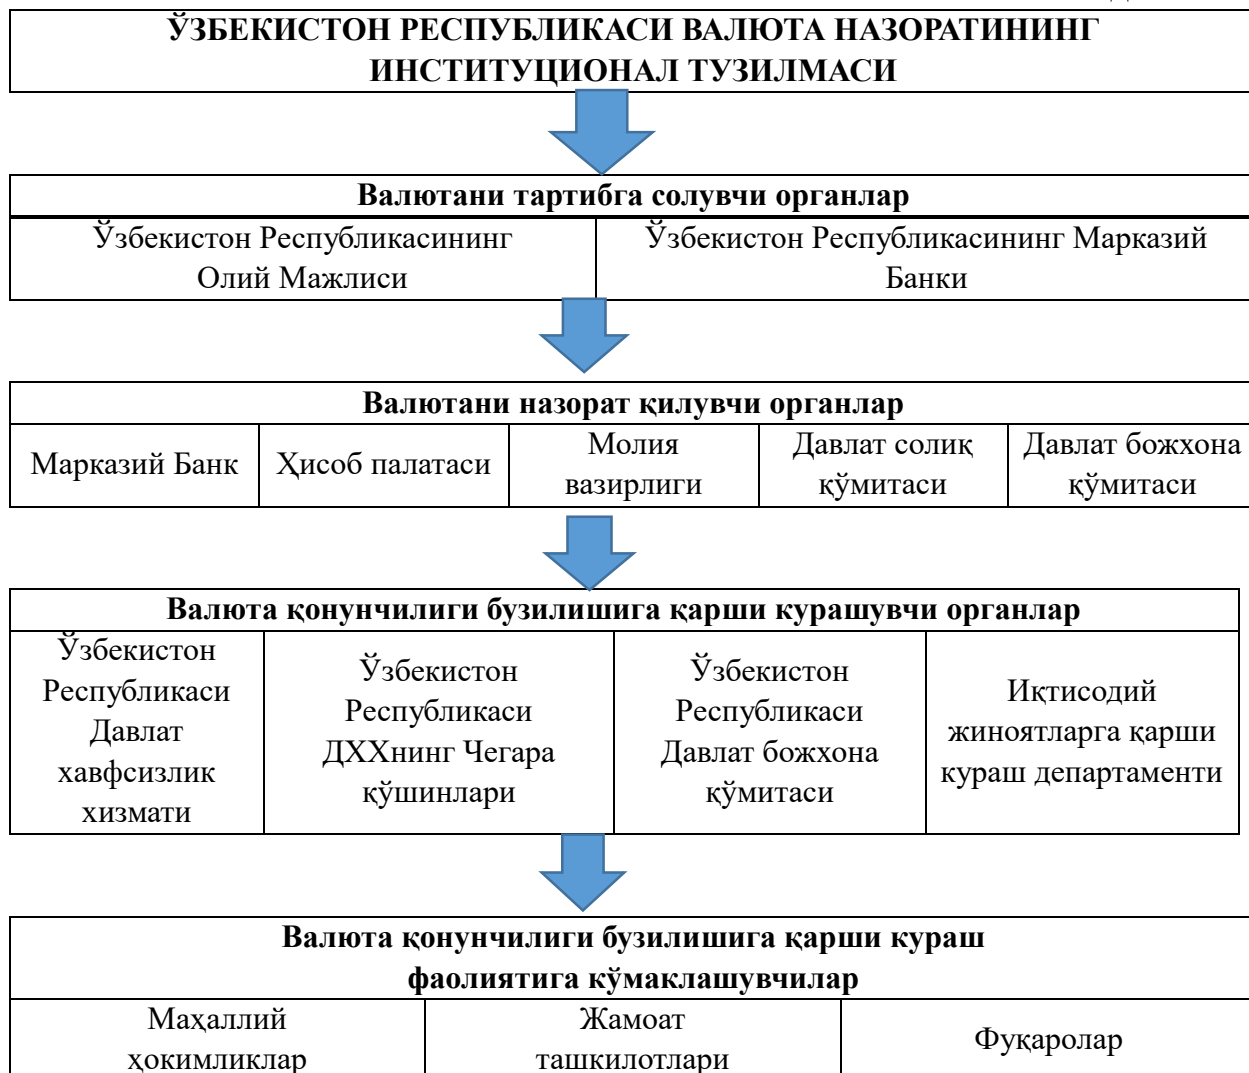 ЎЗБЕКИСТОН РЕСПУБЛИКАСИ ВАЛЮТА НАЗОРАТИНИНГ
ИНСТИТУЦИОНАЛ ТУЗИЛМАСИ
Валютани тартибга солувчи органлар
Ўзбекистон Республикасининг
Олий Мажлиси
Ўзбекистон Республикасининг Марказий
Банки
Валютани назорат қилувчи органлар
Марказий Банк
Ҳисоб палатаси
Молия
вазирлиги
Давлат солиқ
қўмитаси
Давлат божхона
қўмитаси
Валюта қонунчилиги бузилишига қарши курашувчи органлар
Ўзбекистон
Республикаси
Давлат
хавфсизлик
хизмати
Ўзбекистон
Республикаси
ДХХнинг Чегара
қўшинлари
Ўзбекистон
Республикаси
Давлат божхона
қўмитаси
Иқтисодий
жиноятларга қарши
кураш департаменти
Валюта қонунчилиги бузилишига қарши кураш
фаолиятига кўмаклашувчилар
Маҳаллий
ҳокимликлар
Жамоат
ташкилотлари
Фуқаролар